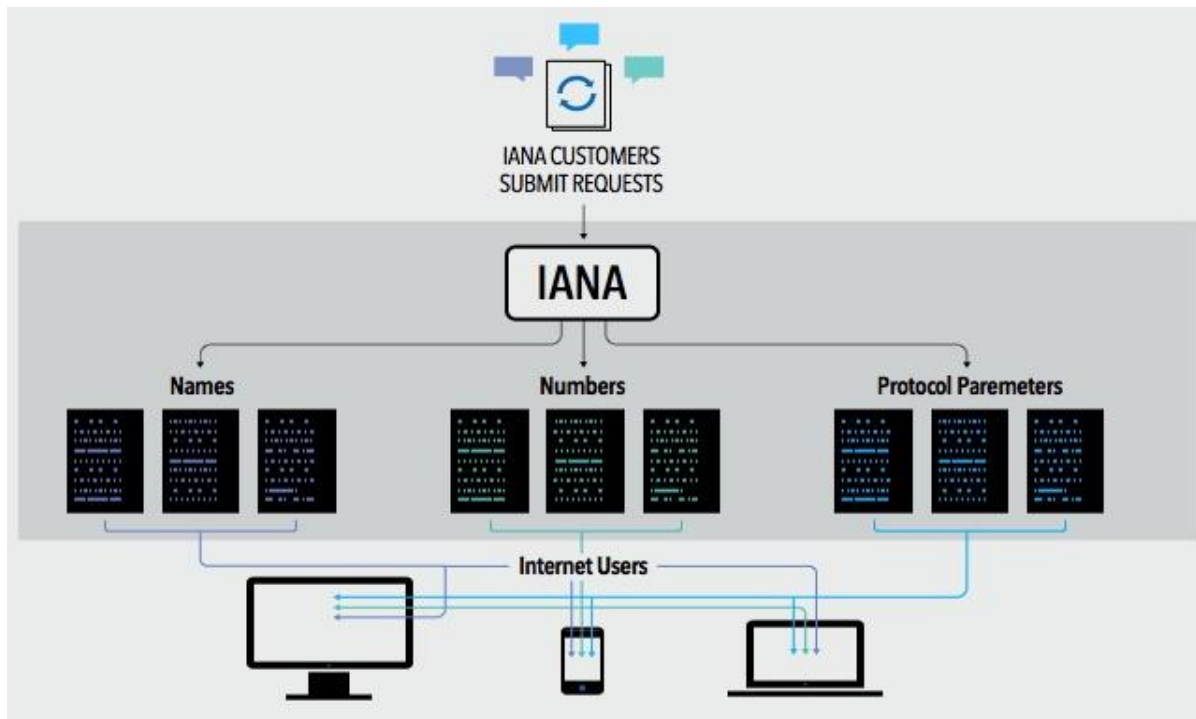 IANA CUSTOMERS
SUBMIT REQUESTS
IANA
Names
Numbers
Protocol Paremeters
Internet Users